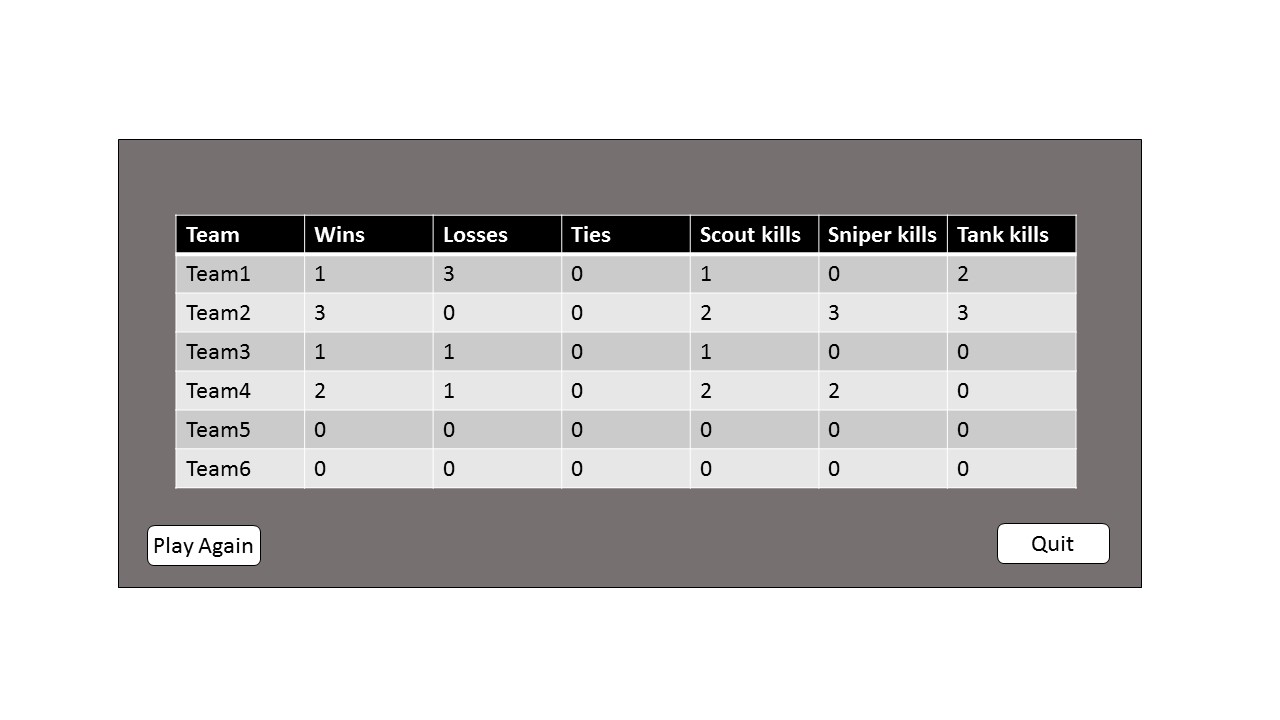 Team Wins Losses Ties Scout kills Sniper kills Tank kills
Team1 1 3 0 1 0 2
Team2 3 0 0 2 3 3
Team3 1 1 0 1 0 0
Team4 2 1 0 2 2 0
Team5 0 0 0 0 0 0
Team6 0 0 0 0 0 0
Play Again Quit